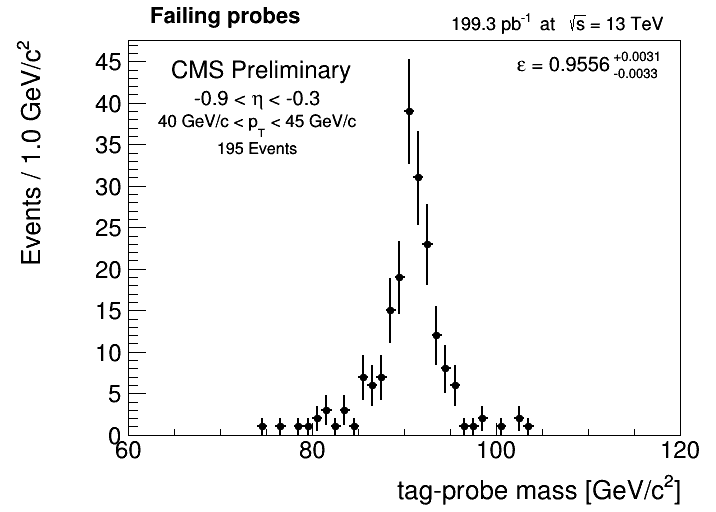 Failing probes
199.3 pb⁻¹ at √s = 13 TeV
CMS Preliminary
-0.9 < η < -0.3
40 GeV/c < p_T < 45 GeV/c
195 Events
ε = 0.9556 +0.0031 -0.0033
Events / 1.0 GeV/c²
45
40
35
30
25
20
15
10
5
0
60 80 100 120
tag-probe mass [GeV/c²]